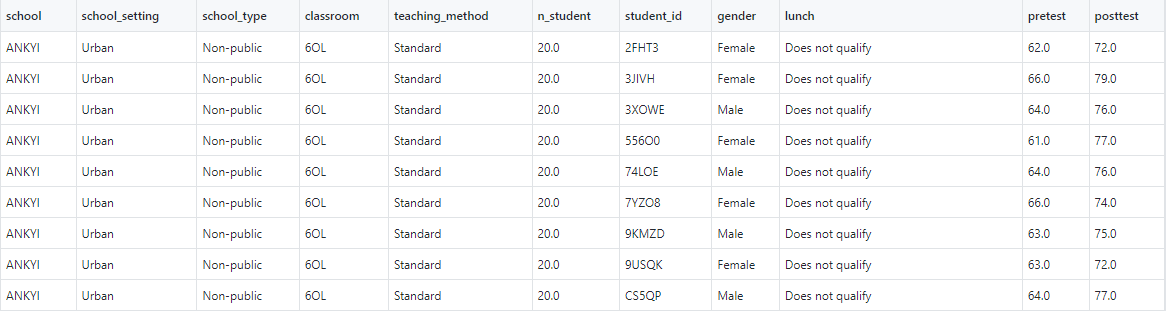 school school_setting school_type classroom teaching_method n_student student_id gender lunch pretest posttest
ANKYI Urban Non-public 6OL Standard 20.0 2FHT3 Female Does not qualify 62.0 72.0
ANKYI Urban Non-public 6OL Standard 20.0 3JIVH Female Does not qualify 66.0 79.0
ANKYI Urban Non-public 6OL Standard 20.0 3XOWE Male Does not qualify 64.0 76.0
ANKYI Urban Non-public 6OL Standard 20.0 556O0 Female Does not qualify 61.0 77.0
ANKYI Urban Non-public 6OL Standard 20.0 74LOE Male Does not qualify 64.0 76.0
ANKYI Urban Non-public 6OL Standard 20.0 7YZO8 Female Does not qualify 66.0 74.0
ANKYI Urban Non-public 6OL Standard 20.0 9KMZD Male Does not qualify 63.0 75.0
ANKYI Urban Non-public 6OL Standard 20.0 9USQK Female Does not qualify 63.0 72.0
ANKYI Urban Non-public 6OL Standard 20.0 CS5QP Male Does not qualify 64.0 77.0